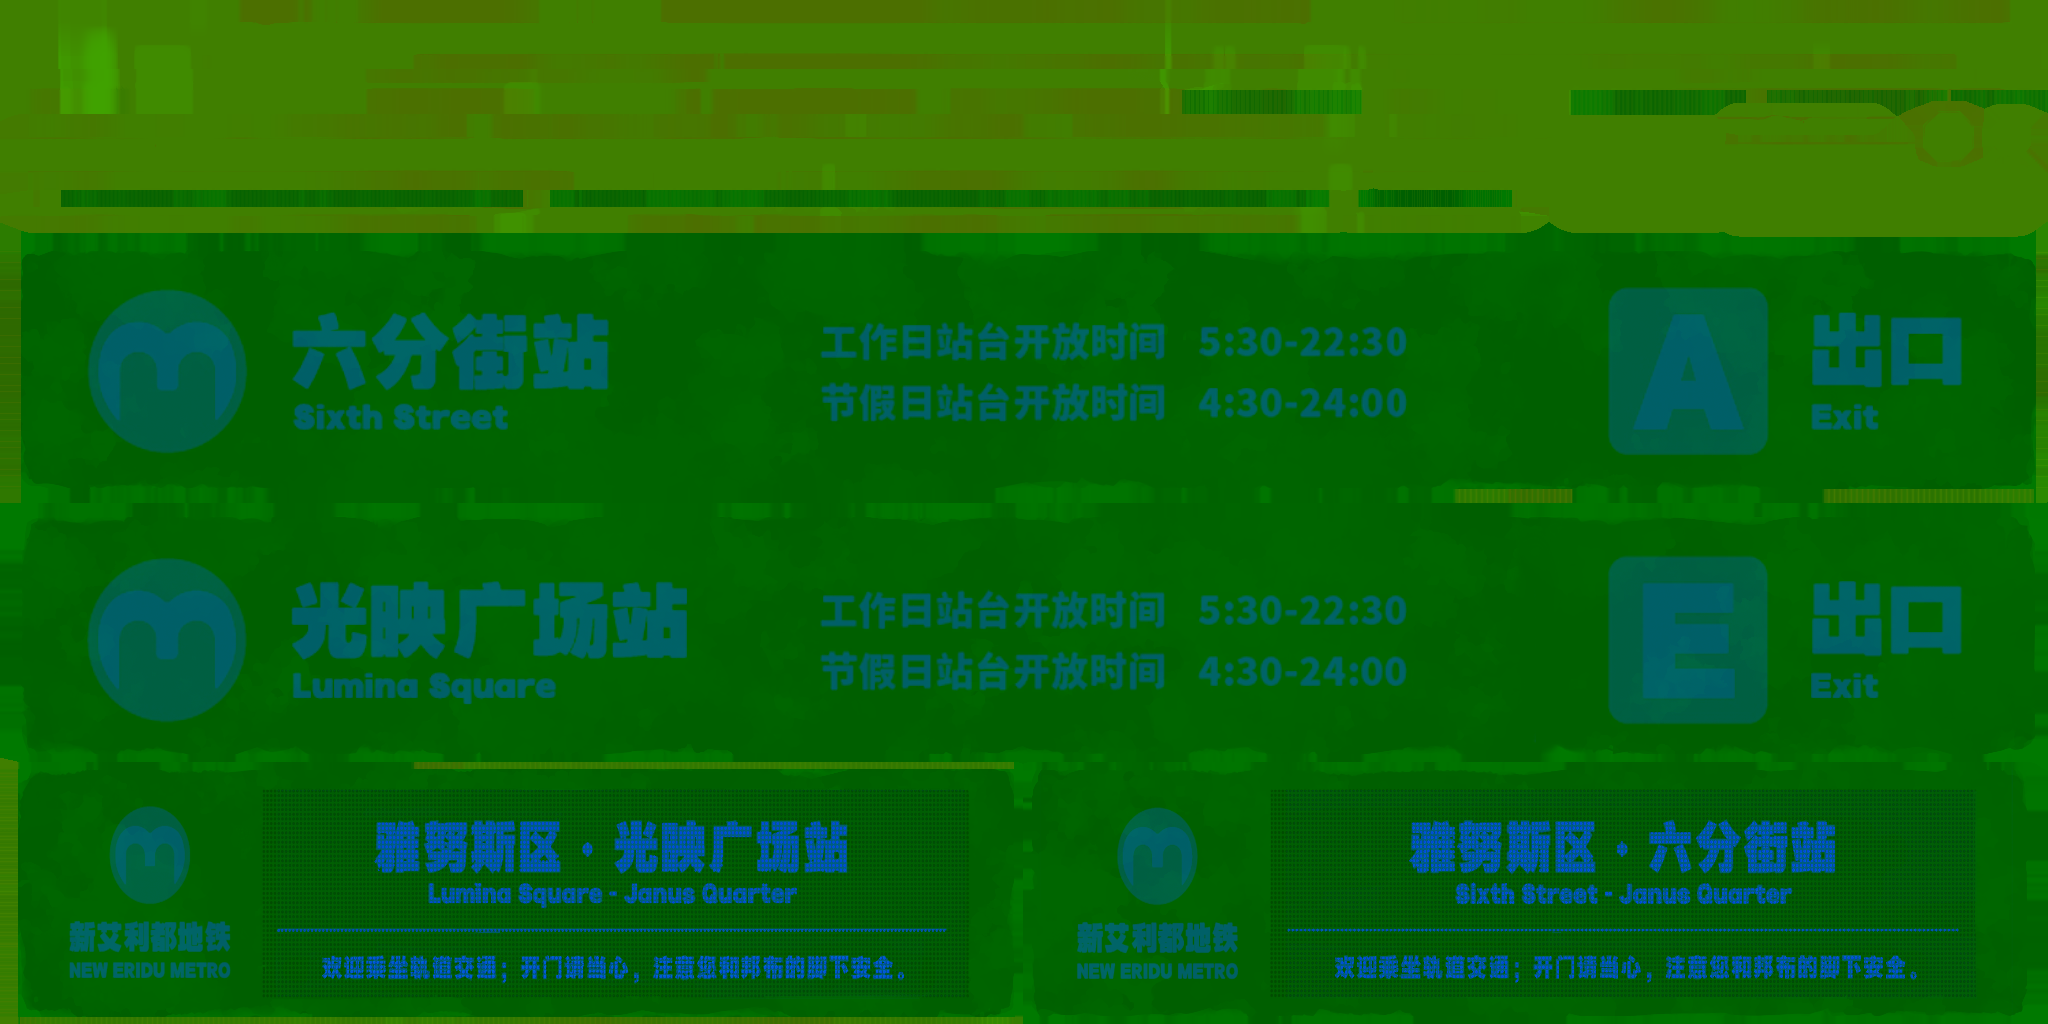 六分街站
Sixth Street
工作日站台开放时间 5:30-22:30
节假日站台开放时间 4:30-24:00
A
出口
Exit
光映广场站
Lumina Square
工作日站台开放时间 5:30-22:30
节假日站台开放时间 4:30-24:00
E
出口
Exit
新艾利都地铁
NEW ERIDU METRO
雅努斯区·光映广场站
Lumina Square - Janus Quarter
欢迎乘坐轨道交通；开门请当心，注意您和邦布的脚下安全。
新艾利都地铁
NEW ERIDU METRO
雅努斯区·六分街站
Sixth Street - Janus Quarter
欢迎乘坐轨道交通；开门请当心，注意您和邦布的脚下安全。